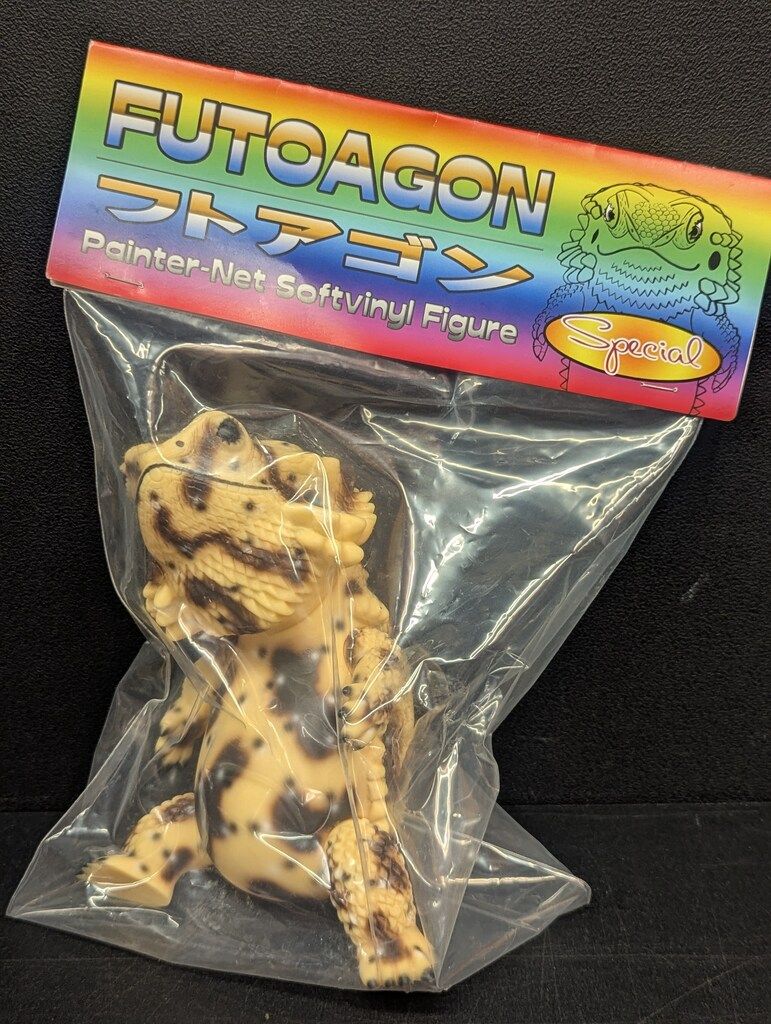 FUTOAGON
フトアゴン
Painter-Net Softvinyl Figure
Special